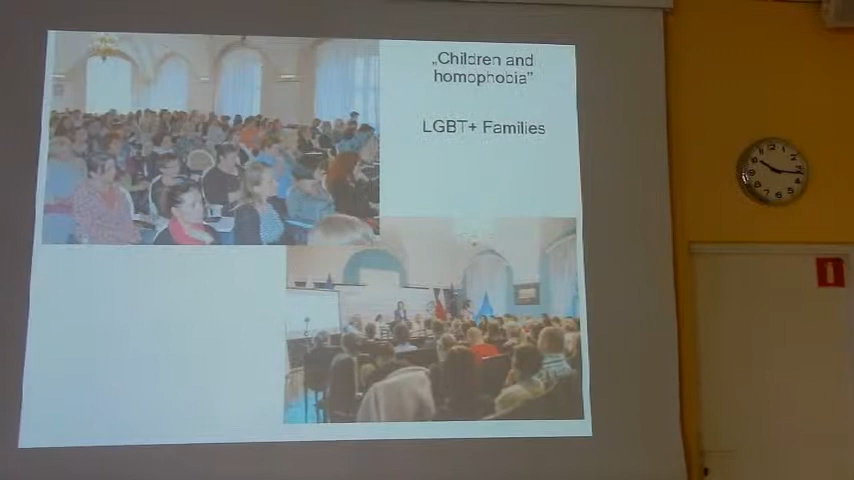 „Children and
homophobia”
LGBT+ Families